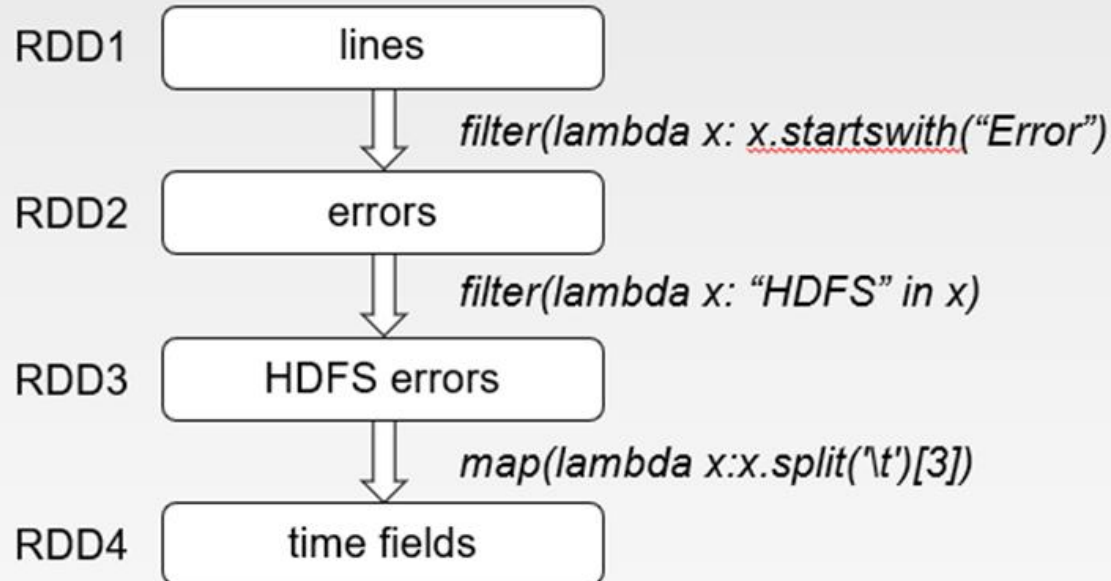 RDD1 lines
filter(lambda x: x.startswith(“Error”)
RDD2 errors
filter(lambda x: “HDFS” in x)
RDD3 HDFS errors
map(lambda x:x.split('\t')[3])
RDD4 time fields